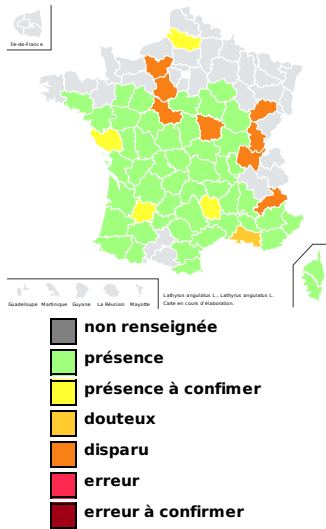 Île-de-France
Guadeloupe Martinique Guyane La Réunion Mayotte
Lathyrus angulatus L., Lathyrus angulatus L.
Carte en cours d'élaboration.
non renseignée
présence
présence à confimer
douteux
disparu
erreur
erreur à confirmer